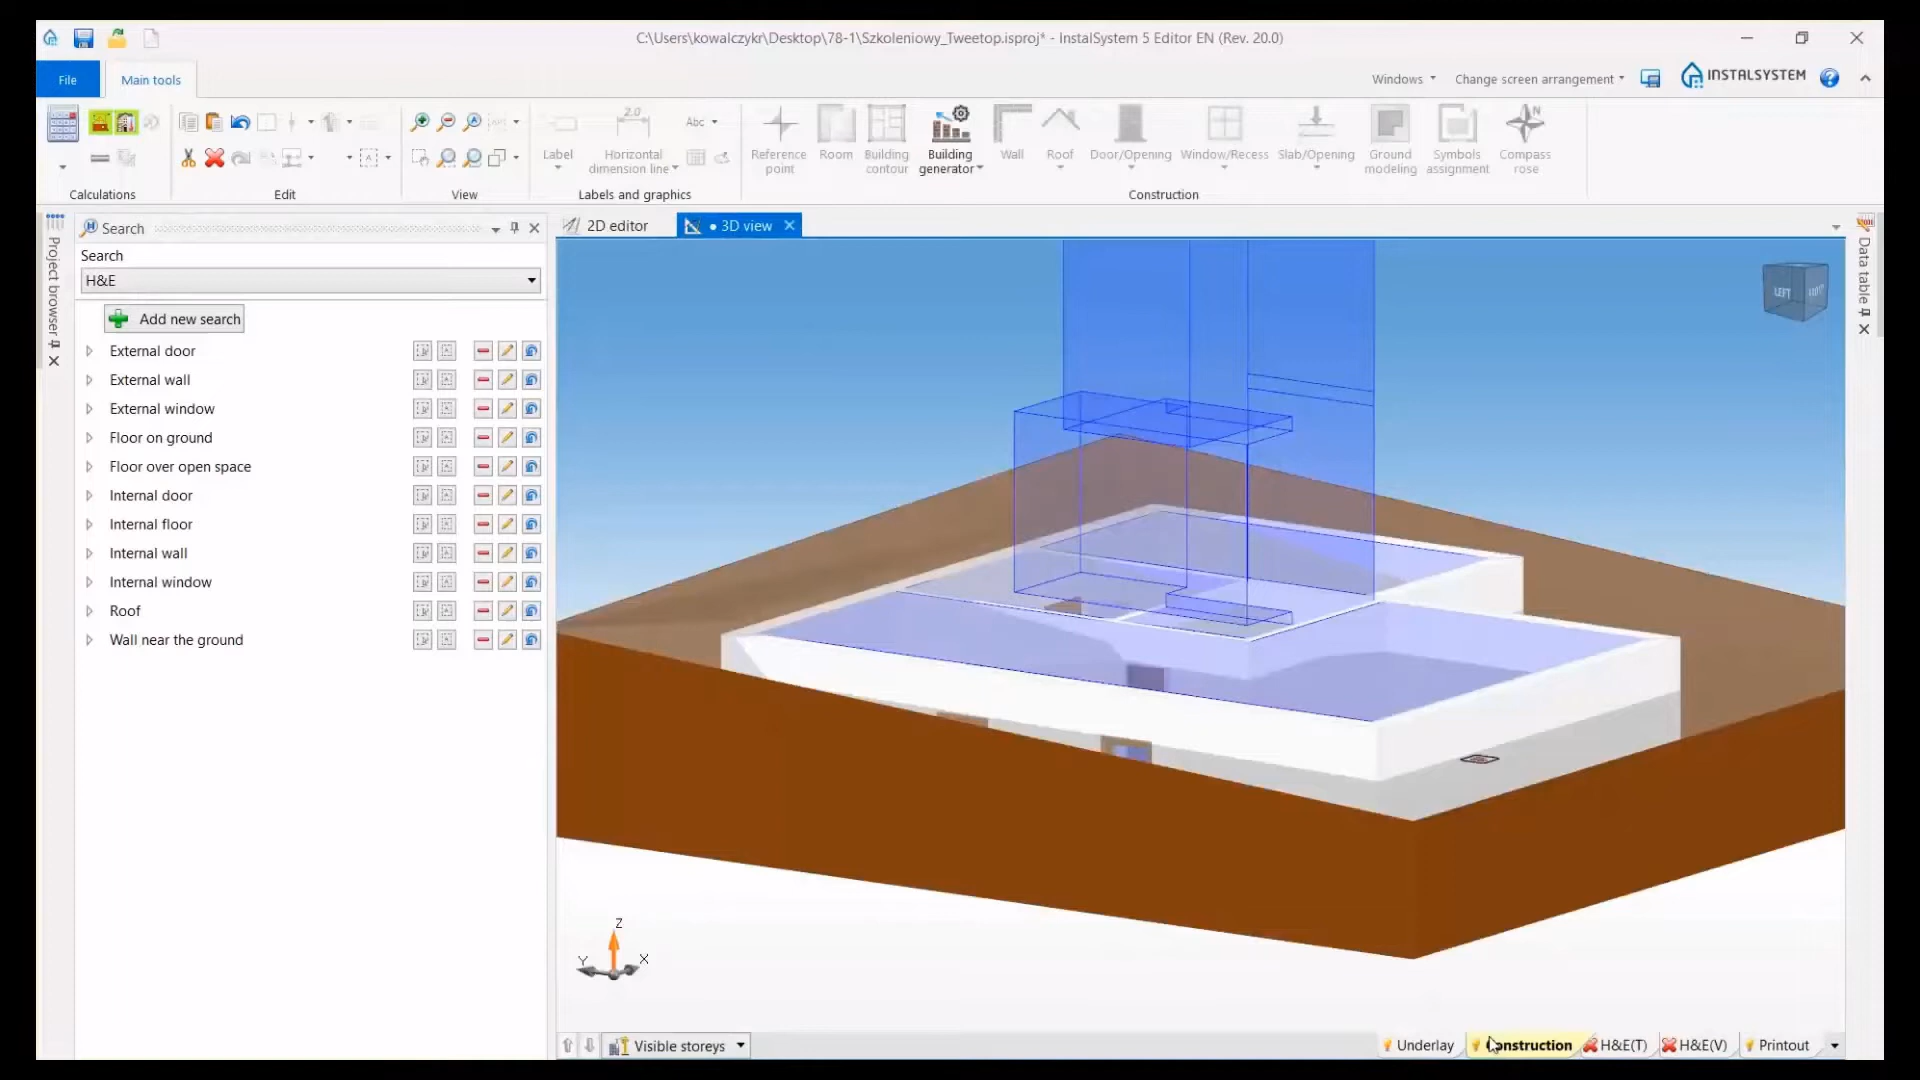 C:\Users\kowalczykr\Desktop\78-1\Szkoleniowy_Tweetop.isproj* - InstalSystem 5 Editor EN (Rev. 20.0)
File
Main tools
Windows
Change screen arrangement
INSTALSYSTEM
2.0
Abc
Label
Horizontal dimension line
Reference point
Room
Building contour
Building generator
Wall
Roof
Door/Opening
Window/Recess
Slab/Opening
Ground modeling
Symbols assignment
N
Compass rose
Calculations
Edit
View
Labels and graphics
Construction
Project browser
Search
2D editor
3D view
Data table
Search
H&E
Add new search
External door
External wall
External window
Floor on ground
Floor over open space
Internal door
Internal floor
Internal wall
Internal window
Roof
Wall near the ground
LEFT
Z
Y
X
Visible storeys
Underlay
Construction
H&E(T)
H&E(V)
Printout